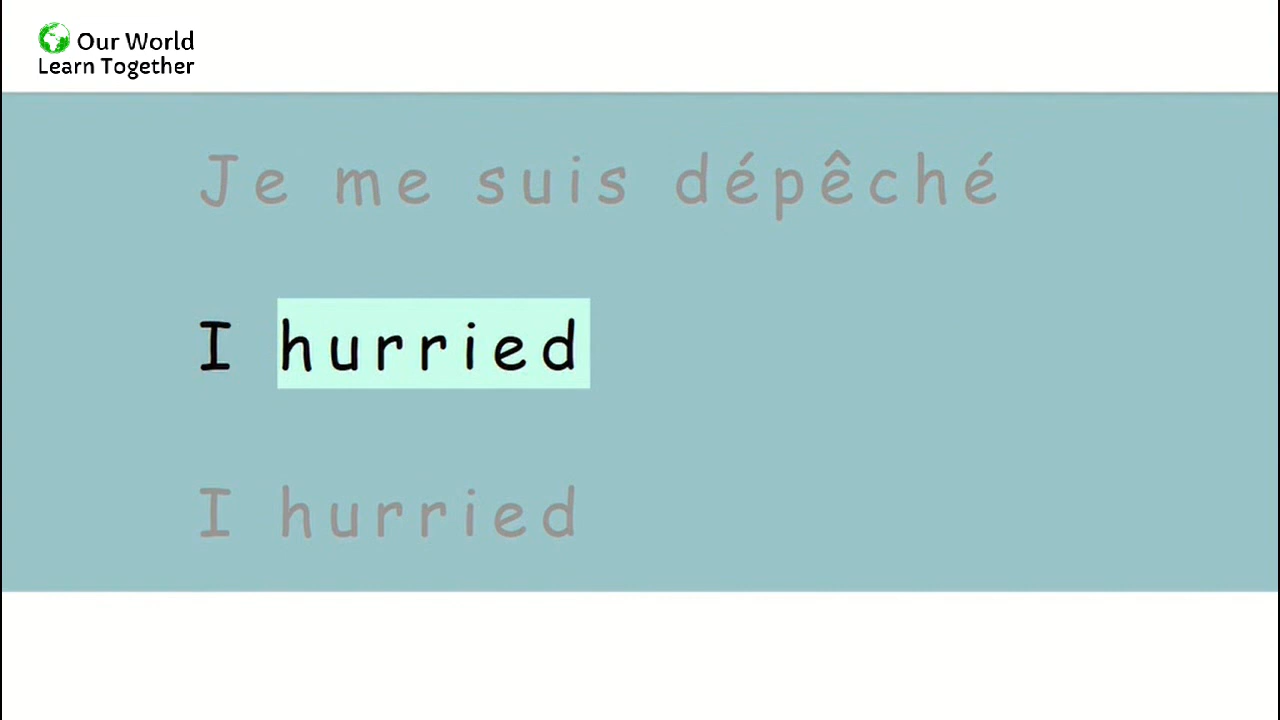 Our World
Learn Together
Je me suis dépêché
I hurried
I hurried